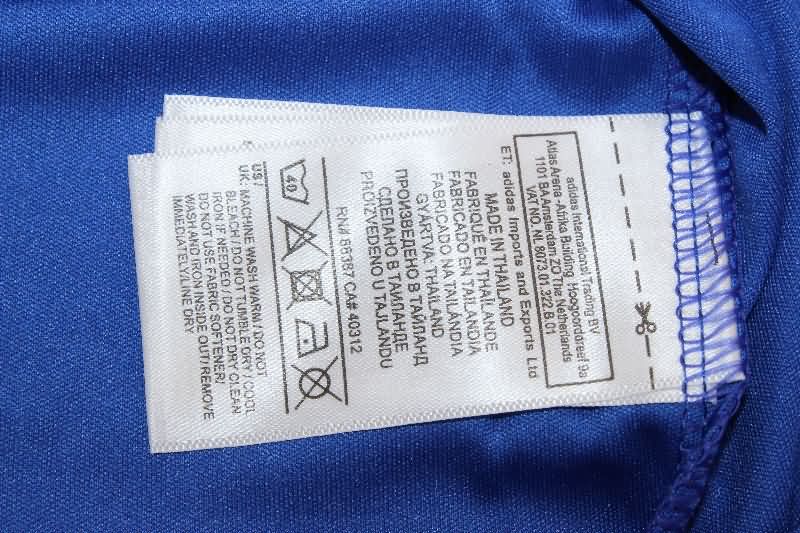 adidas International Trading BV
Atlas Arena -Afrika Building Hoogoorddreef 9a
1101 BA Amsterdam ZO The Netherlands
VAT NO. NL 8073.01.322.B.01
ET: adidas Imports and Exports Ltd
MADE IN THAILAND
FABRIQUÉ EN THAÏLANDE
FABRICADO EN TAILANDIA
FABRICADO NA TAILÂNDIA
GYÁRTVA: THAILAND
ПРОИЗВЕДЕНО В ТАЙЛАНД
СДЕЛАНО В ТАИЛАНДЕ
PROIZVEDENO U TAJLANDU
RN# 88387 CA# 40312
40
US /
UK: MACHINE WASH WARM / DO NOT
BLEACH / DO NOT TUMBLE DRY / COOL
IRON IF NEEDED / DO NOT DRY CLEAN
DO NOT USE FABRIC SOFTENER/
WASH AND IRON INSIDE OUT/ REMOVE
IMMEDIATELY/LINE DRY